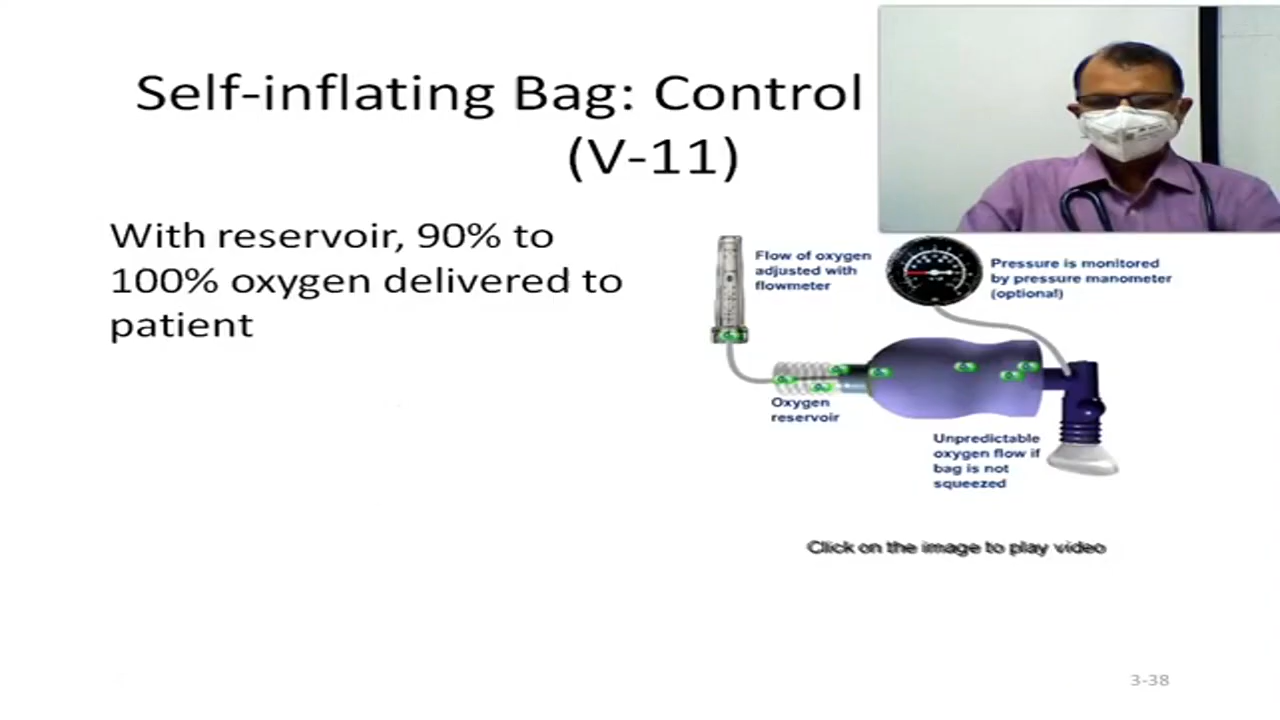 Self-inflating Bag: Control
(V-11)
With reservoir, 90% to
100% oxygen delivered to
patient
Flow of oxygen
adjusted with
flowmeter
Pressure is monitored
by pressure manometer
(optional)
Oxygen
reservoir
Unpredictable
oxygen flow if
bag is not
squeezed
Click on the image to play video
3-38